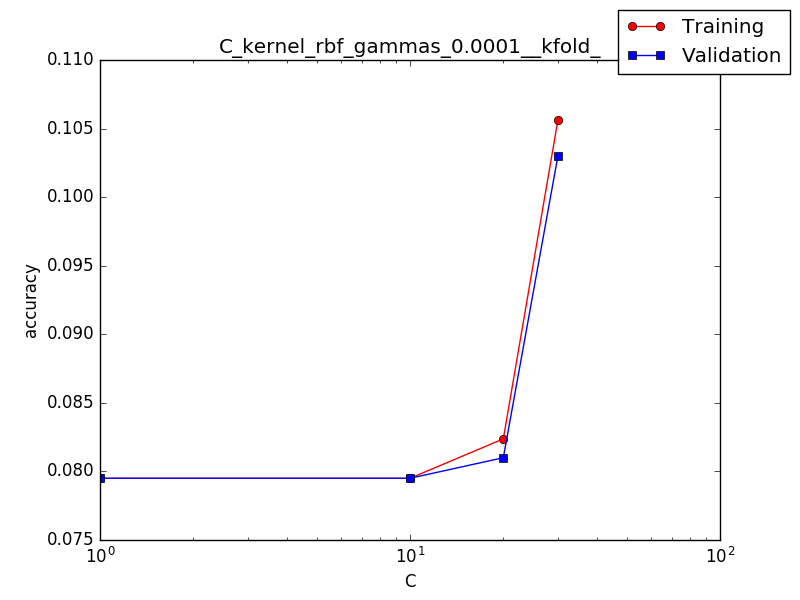 C_kernel_rbf_gammas_0.0001__kfold_
Training
Validation
0.110
0.105
0.100
0.095
0.090
0.085
0.080
0.075
accuracy
10^0
10^1
10^2
C